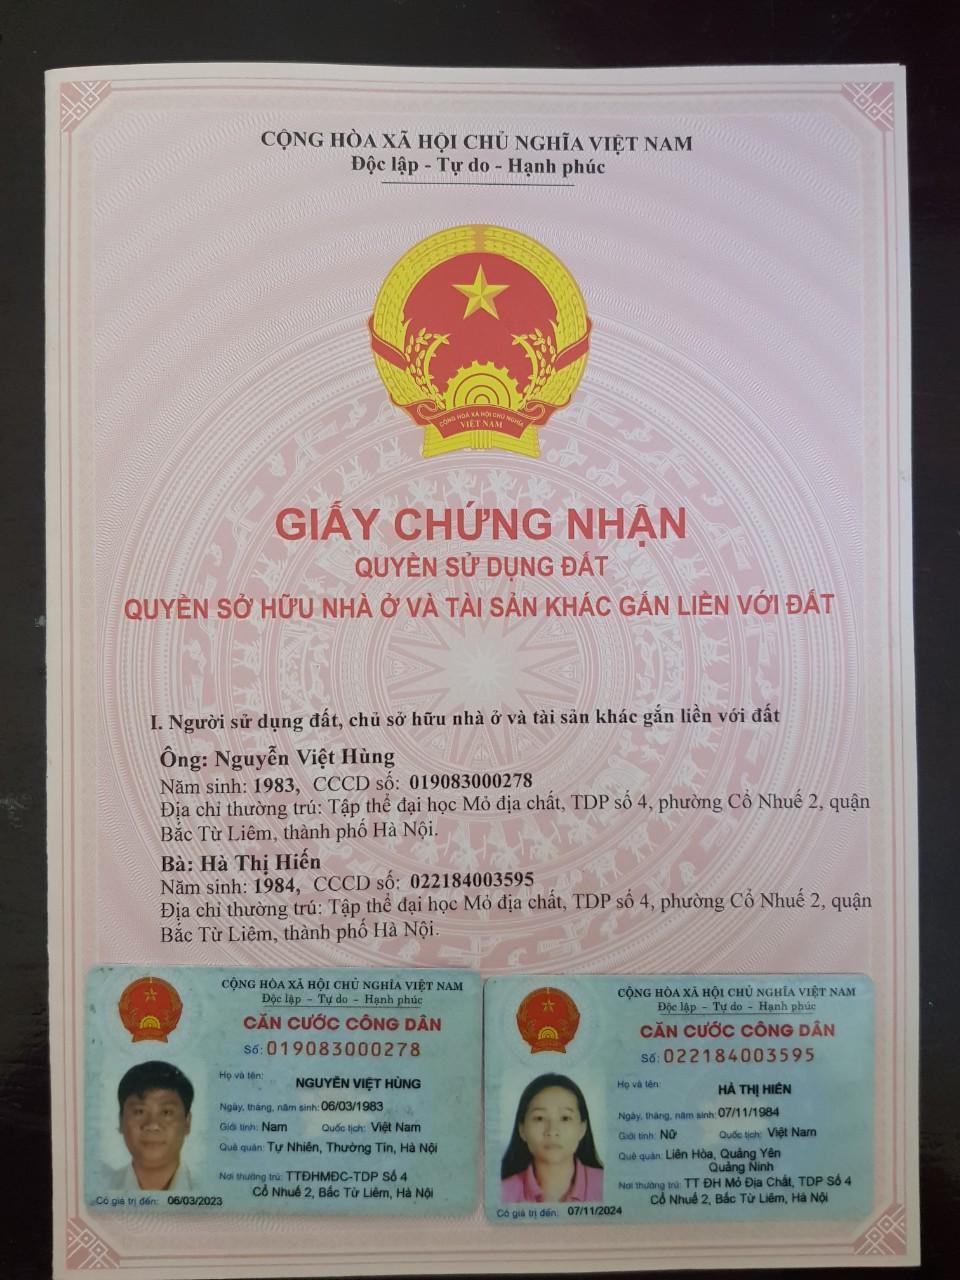 CỘNG HÒA XÃ HỘI CHỦ NGHĨA VIỆT NAM
Độc lập - Tự do - Hạnh phúc
CỘNG HOÀ XÃ HỘI CHỦ NGHĨA
VIỆT NAM
GIẤY CHỨNG NHẬN
QUYỀN SỬ DỤNG ĐẤT
QUYỀN SỞ HỮU NHÀ Ở VÀ TÀI SẢN KHÁC GẮN LIỀN VỚI ĐẤT
I. Người sử dụng đất, chủ sở hữu nhà ở và tài sản khác gắn liền với đất
Ông: Nguyễn Việt Hùng
Năm sinh: 1983, CCCD số: 019083000278
Địa chỉ thường trú: Tập thể đại học Mỏ địa chất, TDP số 4, phường Cổ Nhuế 2, quận
Bắc Từ Liêm, thành phố Hà Nội.
Bà: Hà Thị Hiến
Năm sinh: 1984, CCCD số: 022184003595
Địa chỉ thường trú: Tập thể đại học Mỏ địa chất, TDP số 4, phường Cổ Nhuế 2, quận
Bắc Từ Liêm, thành phố Hà Nội.
CỘNG HÒA XÃ HỘI CHỦ NGHĨA VIỆT NAM
Độc lập - Tự do - Hạnh phúc
CĂN CƯỚC CÔNG DÂN
Số: 019083000278
Họ và tên:
NGUYỄN VIỆT HÙNG
Ngày, tháng, năm sinh: 06/03/1983
Giới tính: Nam Quốc tịch: Việt Nam
Quê quán: Tự Nhiên, Thường Tín, Hà Nội
Nơi thường trú: TTĐHMĐC-TDP Số 4
Cổ Nhuế 2, Bắc Từ Liêm, Hà Nội
Có giá trị đến: 06/03/2023
CỘNG HÒA XÃ HỘI CHỦ NGHĨA VIỆT NAM
Độc lập - Tự do - Hạnh phúc
CĂN CƯỚC CÔNG DÂN
Số: 022184003595
Họ và tên:
HÀ THỊ HIẾN
Ngày, tháng, năm sinh: 07/11/1984
Giới tính: Nữ Quốc tịch: Việt Nam
Quê quán: Liên Hòa, Quảng Yên
Quảng Ninh
Nơi thường trú: TT ĐH Mỏ Địa Chất, TDP Số 4
Cổ Nhuế 2, Bắc Từ Liêm, Hà Nội
Có giá trị đến: 07/11/2024